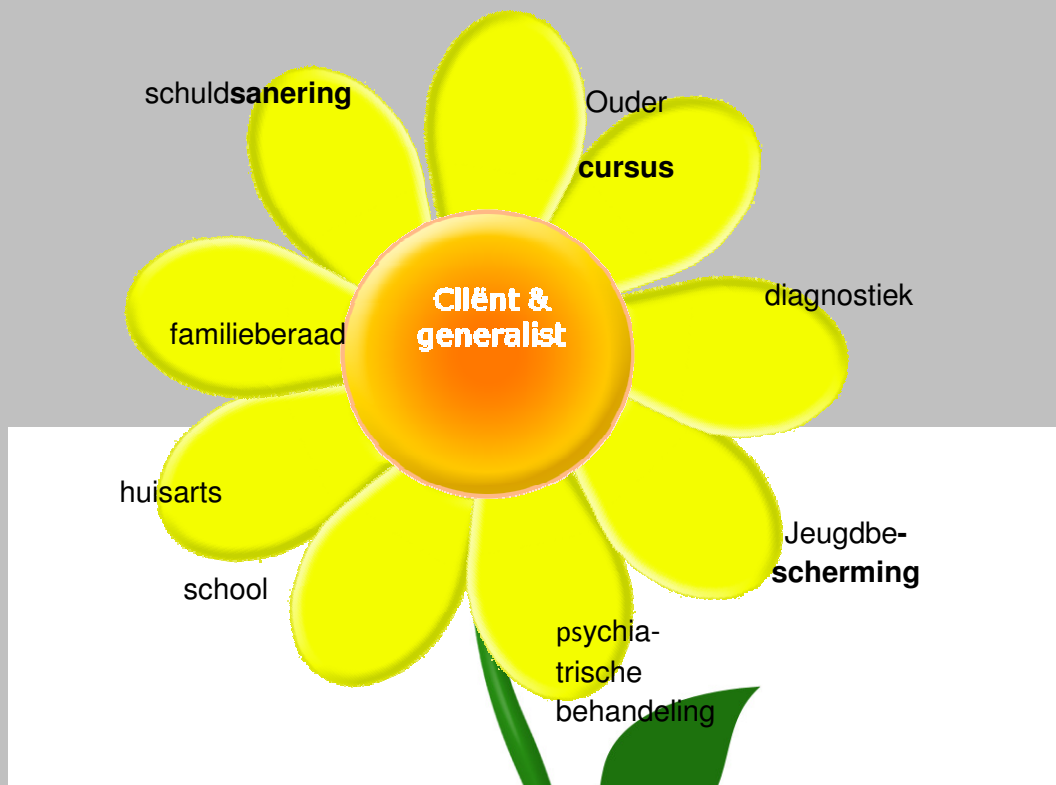 schuldsanering
Ouder
cursus
Cliënt &
generalist
diagnostiek
familieberaad
huisarts
Jeugdbe-
scherming
school
psychia-
trische
behandeling